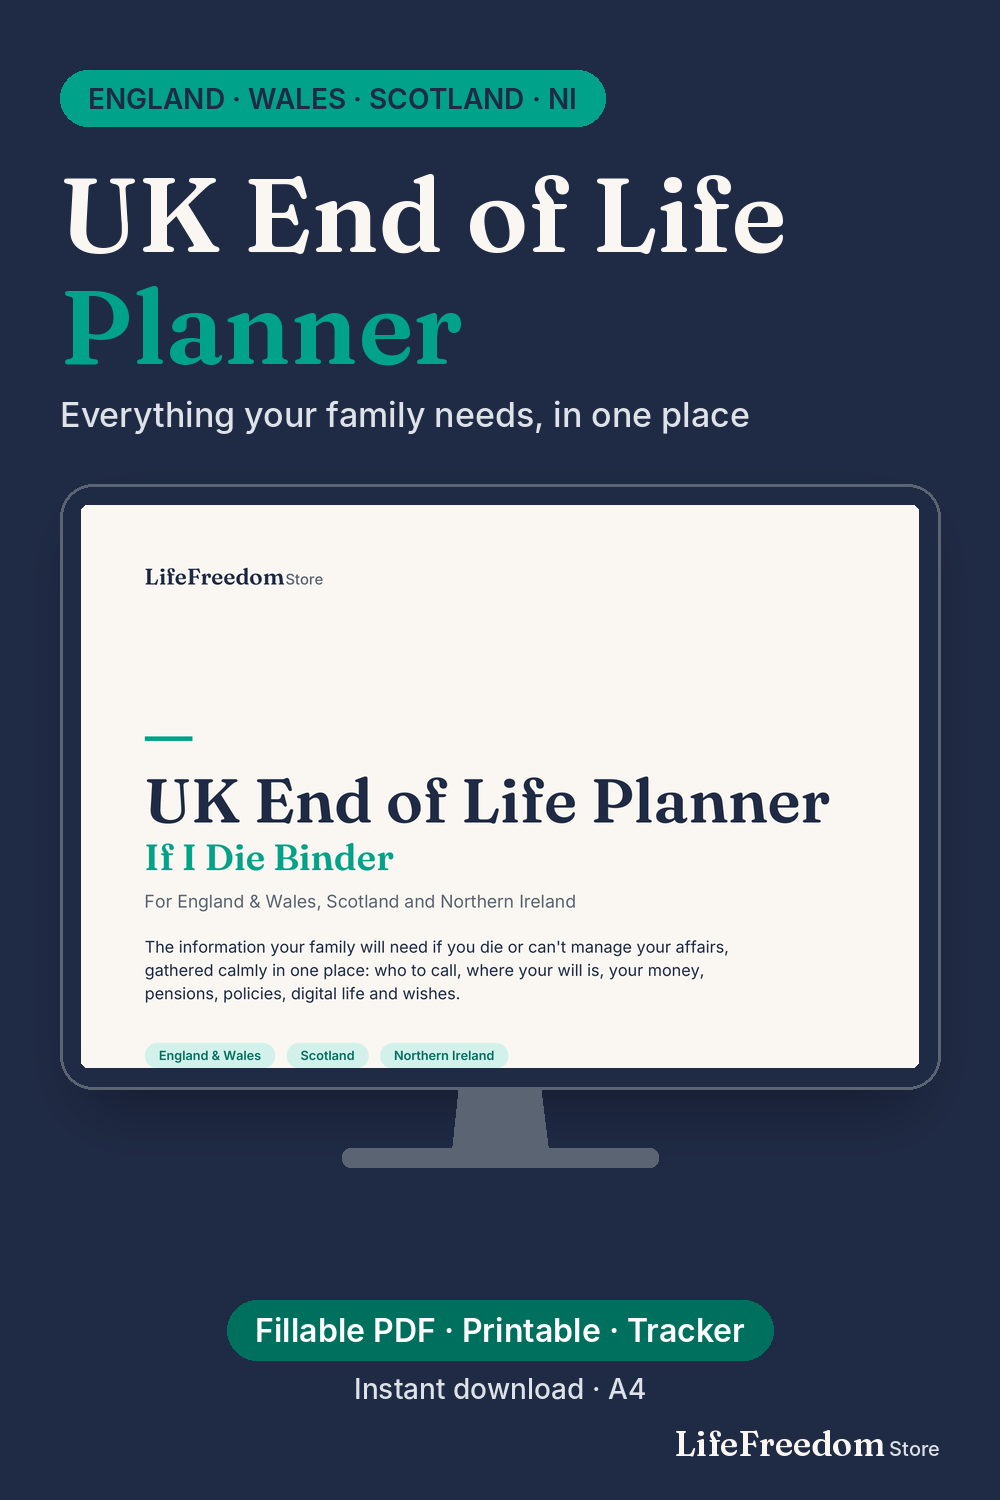 ENGLAND · WALES · SCOTLAND · NI
UK End of Life
Planner
Everything your family needs, in one place
LifeFreedom Store
UK End of Life Planner
If I Die Binder
For England & Wales, Scotland and Northern Ireland
The information your family will need if you die or can't manage your affairs,
gathered calmly in one place: who to call, where your will is, your money,
pensions, policies, digital life and wishes.
England & Wales Scotland Northern Ireland
Fillable PDF · Printable · Tracker
Instant download · A4
LifeFreedom Store